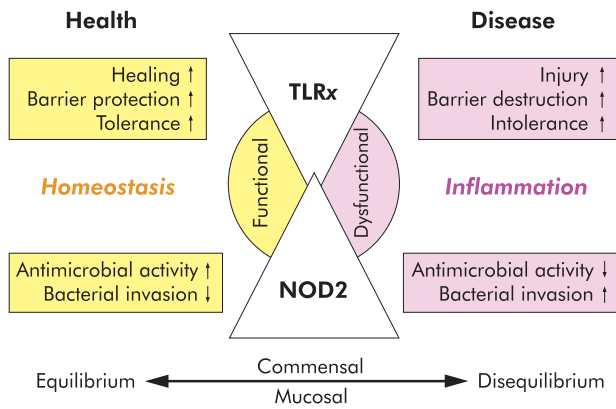 Health
Disease
Healing ↑
Barrier protection ↑
Tolerance ↑
TLRx
Injury ↑
Barrier destruction ↑
Intolerance ↑
Homeostasis
Functional
Dysfunctional
Inflammation
Antimicrobial activity ↑
Bacterial invasion ↓
NOD2
Antimicrobial activity ↓
Bacterial invasion ↑
Equilibrium
Commensal
Mucosal
Disequilibrium